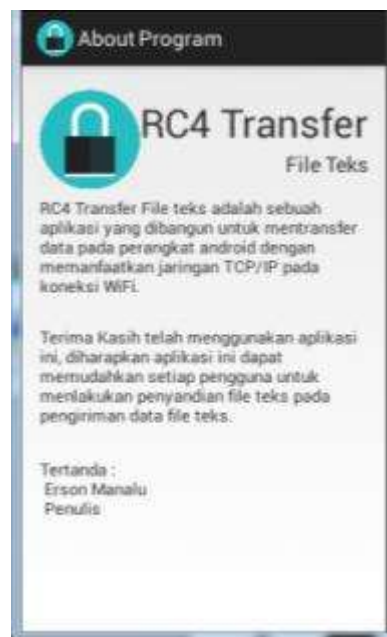 About Program
RC4 Transfer
File Teks
RC4 Transfer File teks adalah sebuah
aplikasi yang dibangun untuk mentransfer
data pada perangkat android dengan
memanfaatkan jaringan TCP/IP pada
koneksi WiFi.
Terima Kasih telah menggunakan aplikasi
ini, diharapkan aplikasi ini dapat
memudahkan setiap pengguna untuk
menlakukan penyandian file teks pada
pengiriman data file teks.
Tertanda :
Erson Manalu
Penulis